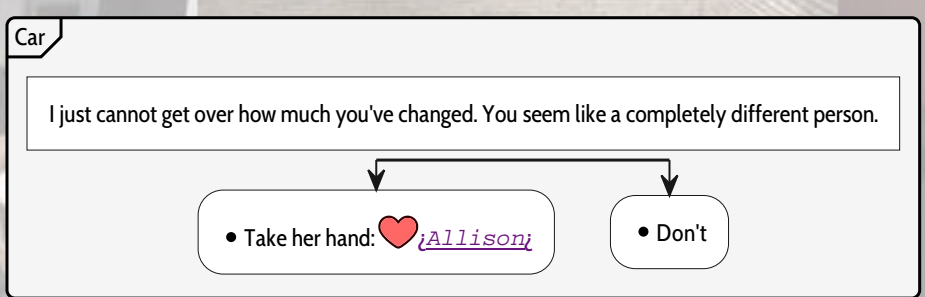 Car
I just cannot get over how much you've changed. You seem like a completely different person.
• Take her hand: ❤¿Allison¿
• Don't